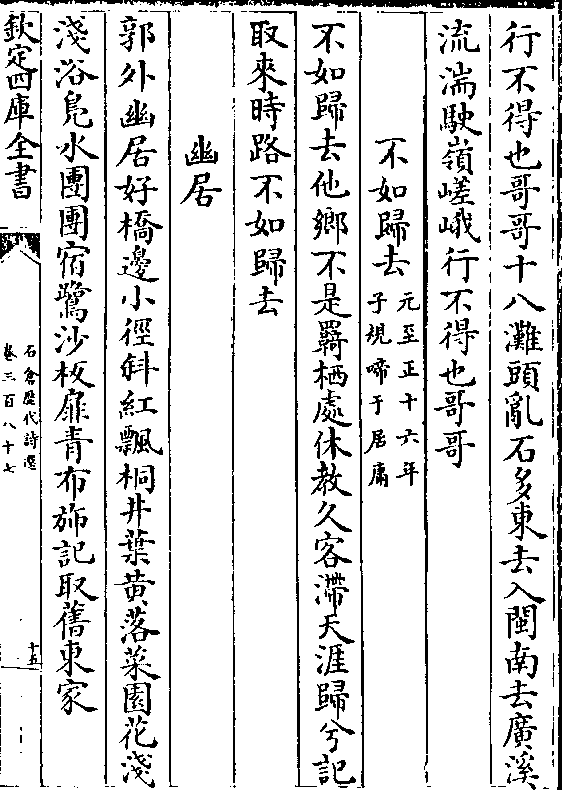 行不得也哥哥十八灘頭亂石多東去入閩南去廣溪
流湍駛嶺嵯峨行不得也哥哥
不如歸去元至正十六年
子規啼于居庸
不如歸去他鄉不是羇栖處休教久客滯天涯歸兮記
取來時路不如歸去
幽居
郭外幽居好橋邊小徑斜紅飄桐井葉黃落菜園花淺
淺浴鳬水團團宿鷺沙板扉青布斾記取舊東家
欽定四庫全書
石倉歷代詩選
卷三百八十七
十五